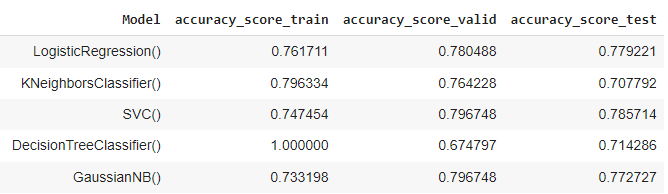 Model accuracy_score_train accuracy_score_valid accuracy_score_test
LogisticRegression() 0.761711 0.780488 0.779221
KNeighborsClassifier() 0.796334 0.764228 0.707792
SVC() 0.747454 0.796748 0.785714
DecisionTreeClassifier() 1.000000 0.674797 0.714286
GaussianNB() 0.733198 0.796748 0.772727